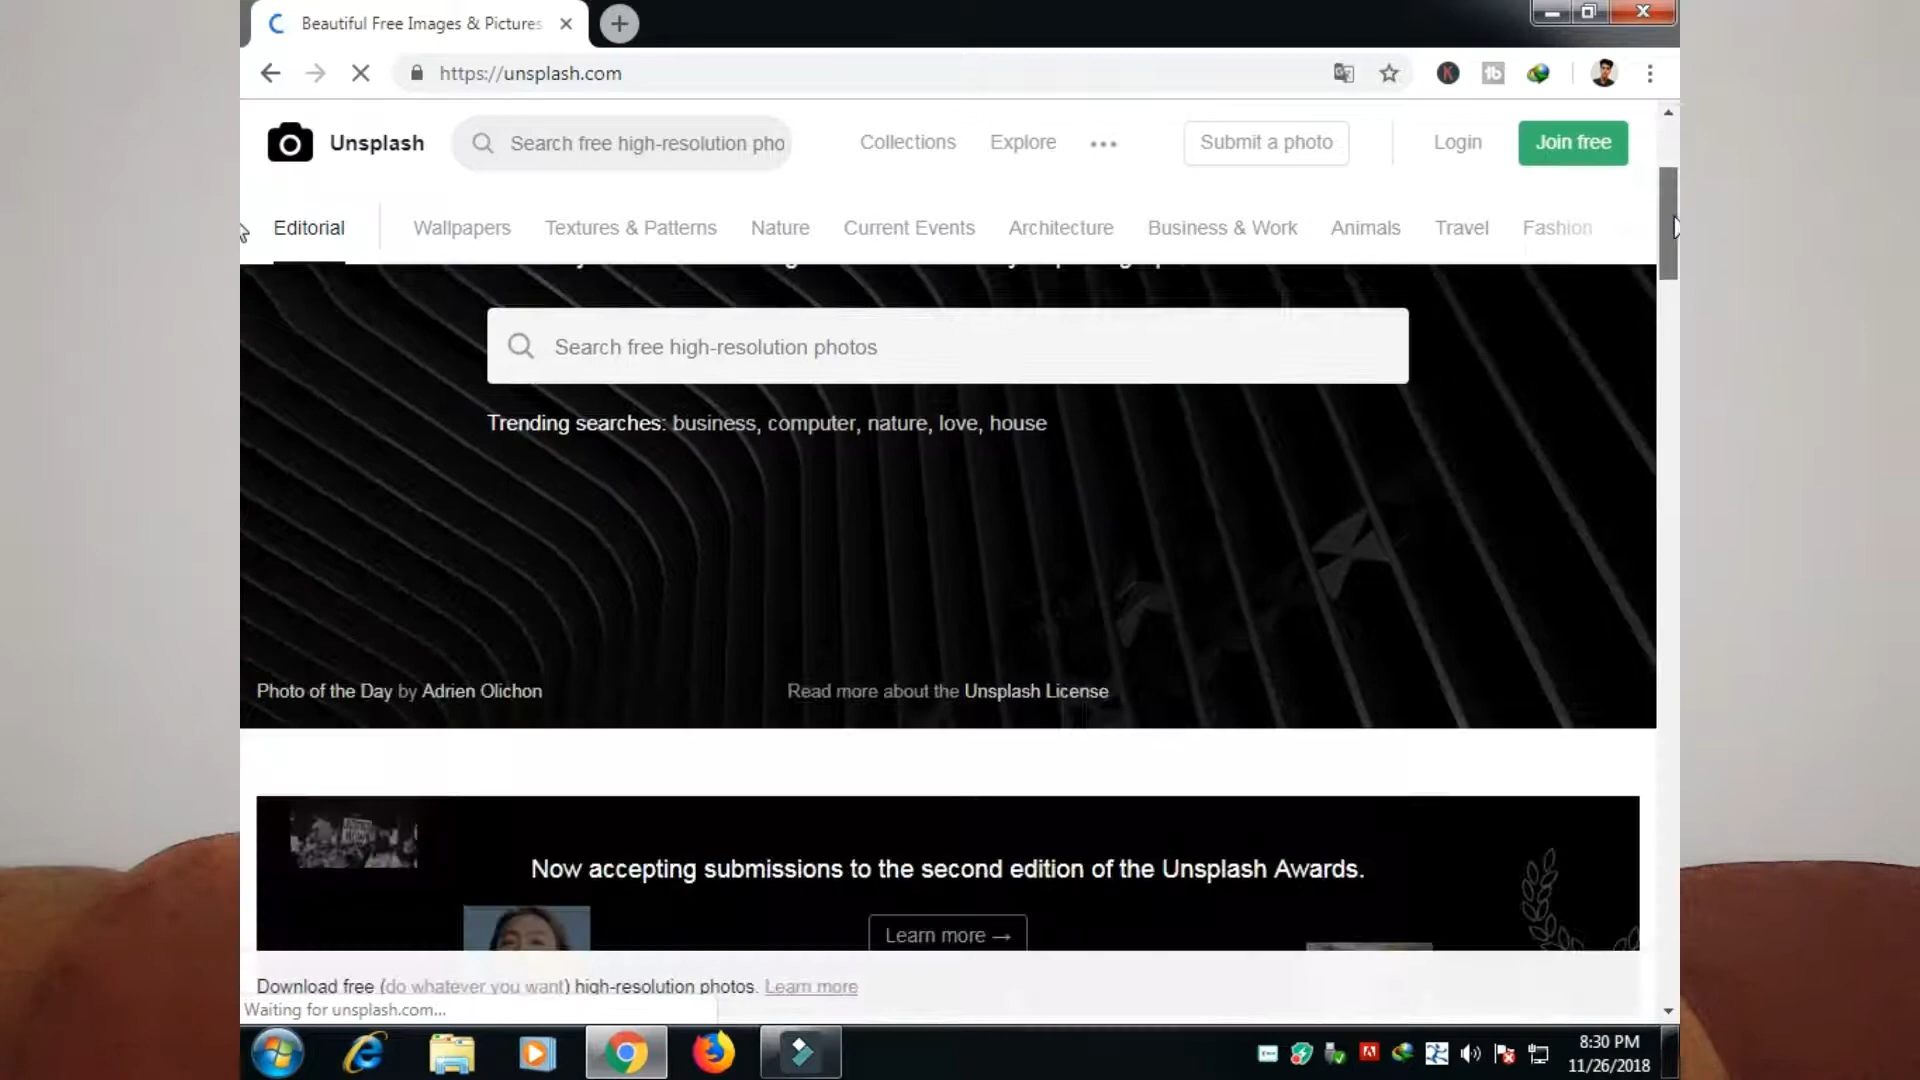 Beautiful Free Images & Pictures
https://unsplash.com
Unsplash
Search free high-resolution pho
Collections
Explore
Submit a photo
Login
Join free
Editorial
Wallpapers
Textures & Patterns
Nature
Current Events
Architecture
Business & Work
Animals
Travel
Fashion
Search free high-resolution photos
Trending searches: business, computer, nature, love, house
Photo of the Day by Adrien Olichon
Read more about the Unsplash License
Now accepting submissions to the second edition of the Unsplash Awards.
Learn more →
Download free (do whatever you want) high-resolution photos. Learn more
Waiting for unsplash.com...
8:30 PM
11/26/2018